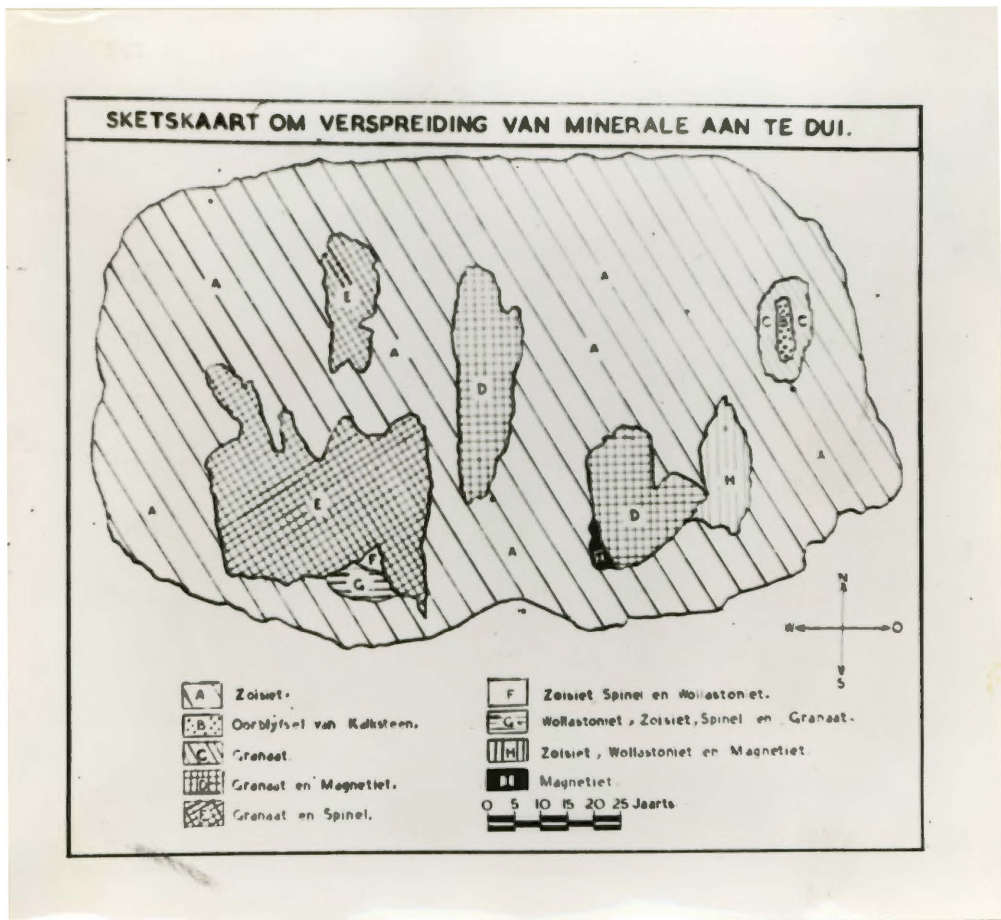 SKETSKAART OM VERSPREIDING VAN MINERALE AAN TE DUI.
A
E
A
A
A
C B C
D
A
H
E
D
A
A
F
G
N
W O
S
A Zoisiet.
B Oorblyfsel van Kalksteen.
C Granaat.
D Granaat en Magnetiet.
E Granaat en Spinel.
F Zoisiet Spinel en Wollastoniet.
G Wollastoniet, Zoisiet, Spinel en Granaat.
H Zoisiet, Wollastoniet en Magnetiet.
Magnetiet.
0 5 10 15 20 25 Jaarts